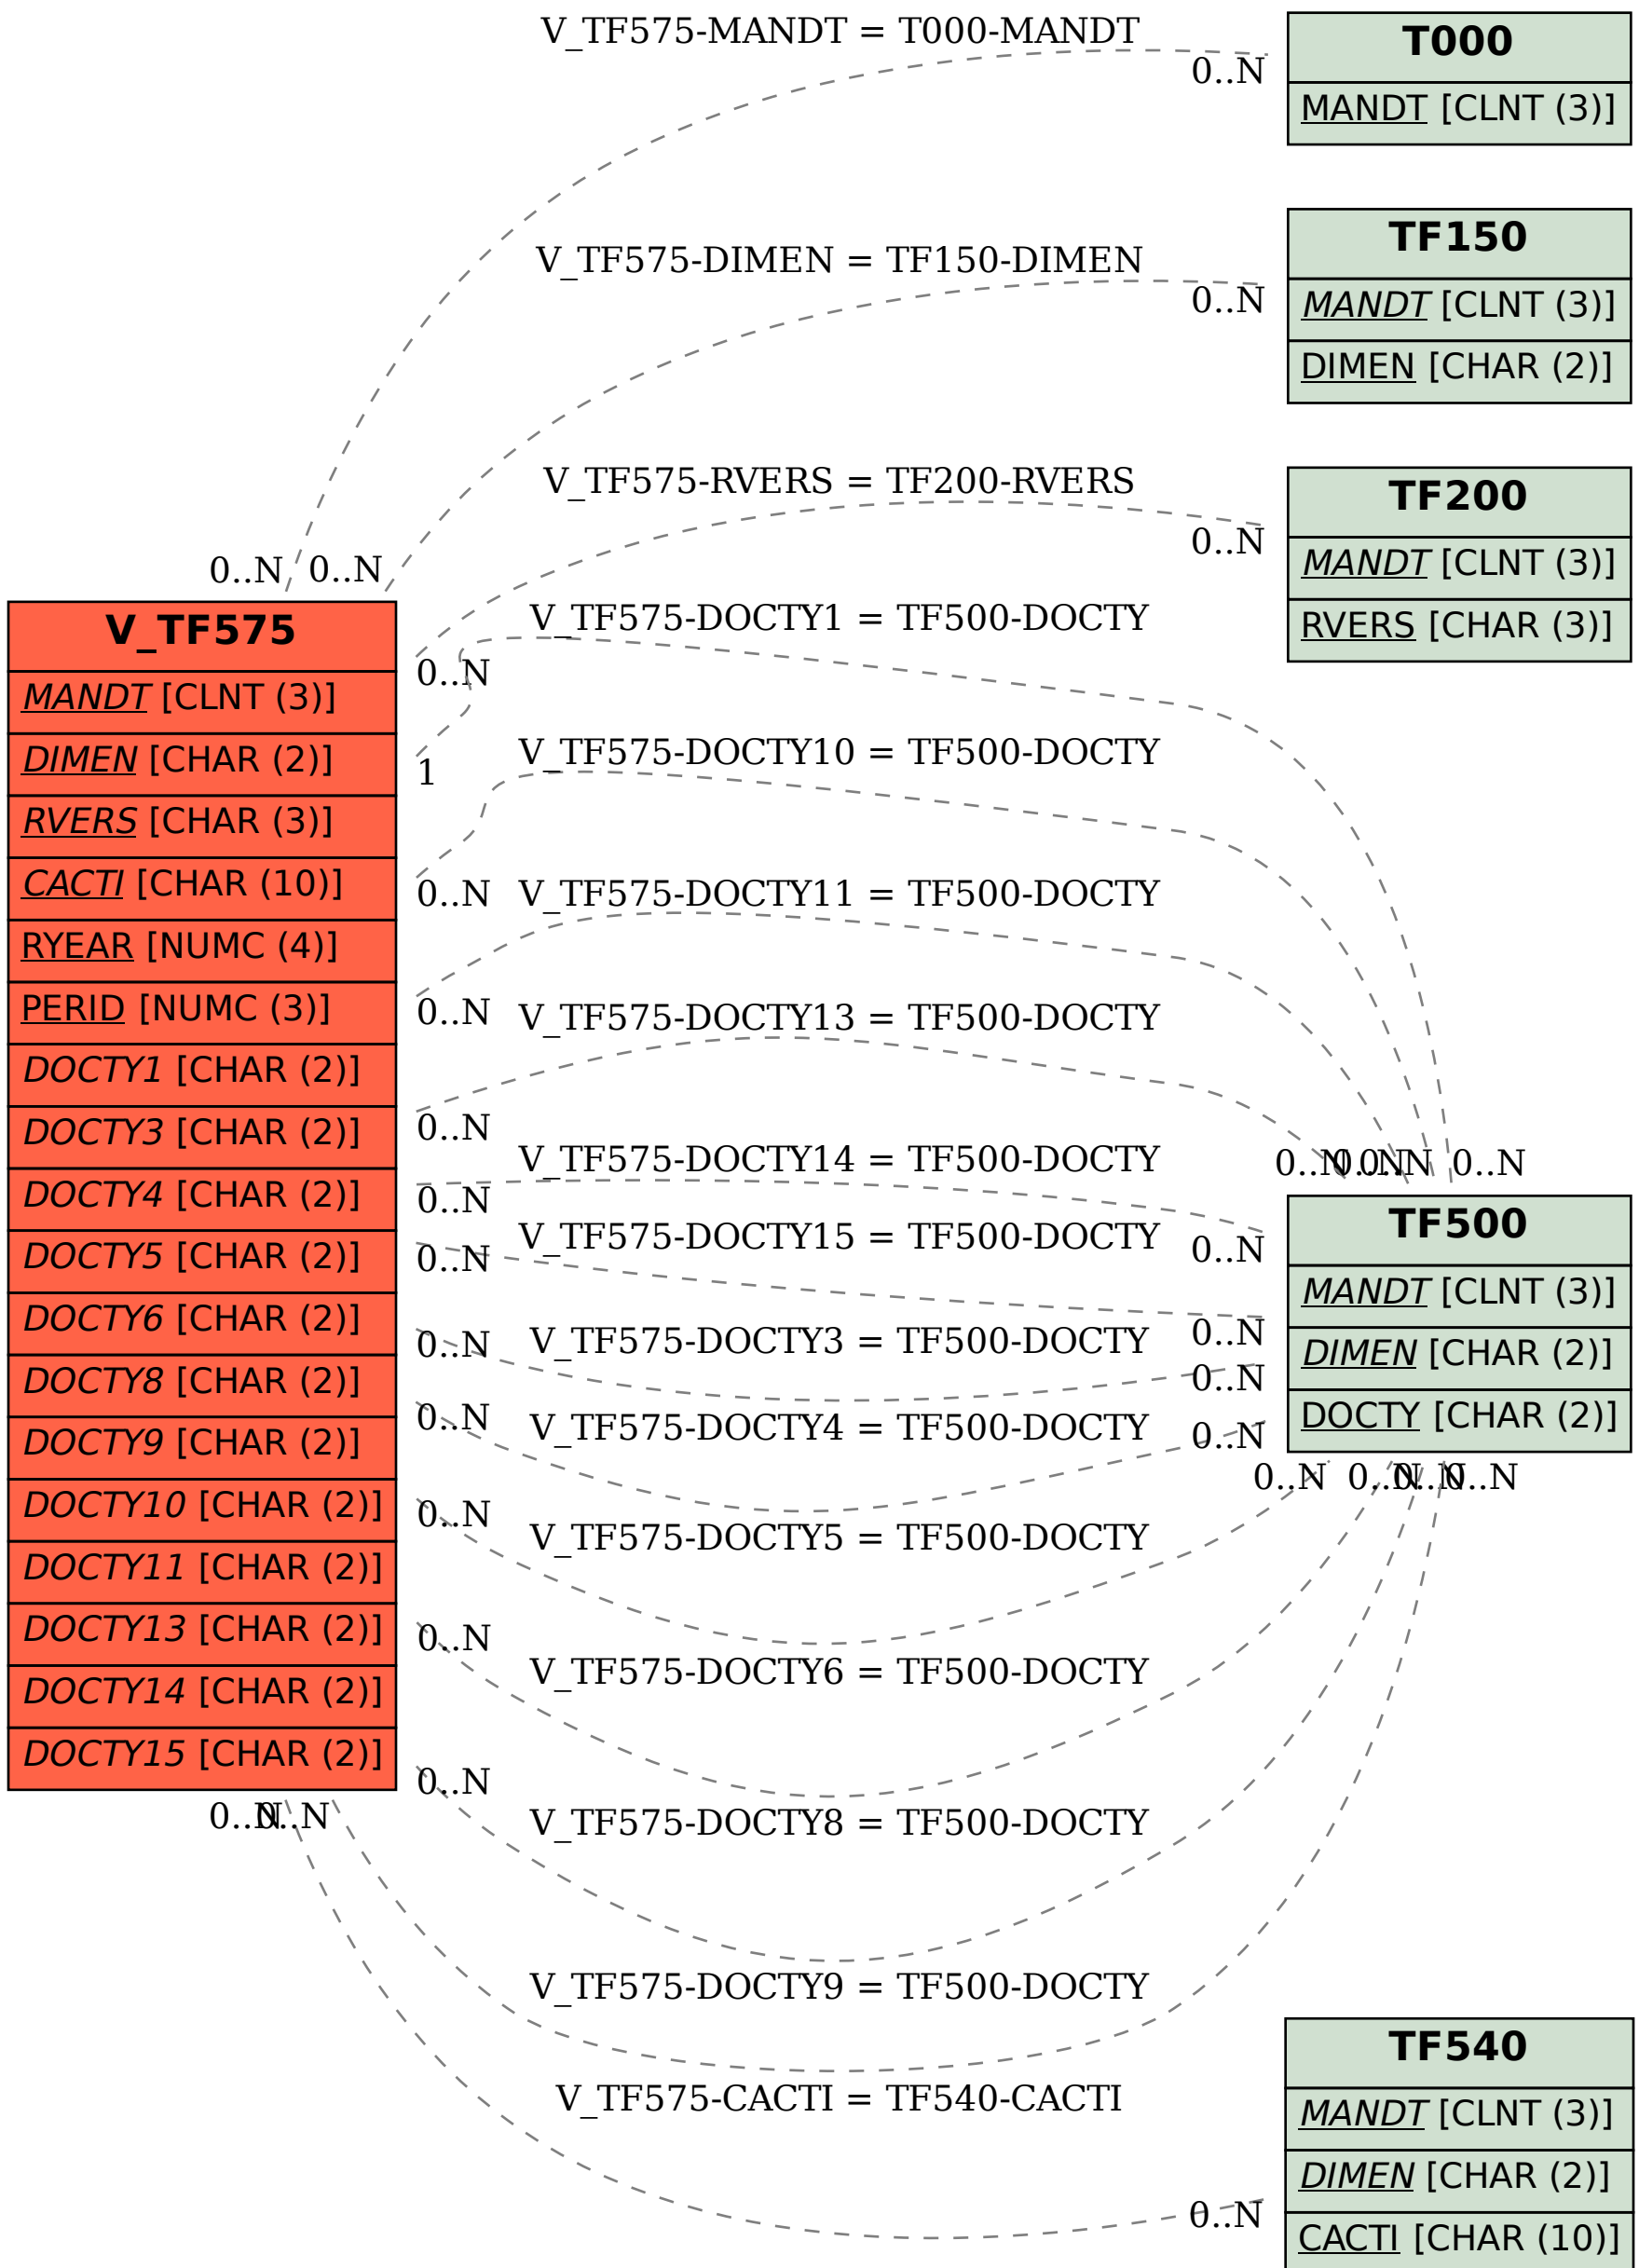 V_TF575-MANDT = T000-MANDT
0..N
T000
MANDT [CLNT (3)]
V_TF575-DIMEN = TF150-DIMEN
0..N
TF150
MANDT [CLNT (3)]
DIMEN [CHAR (2)]
V_TF575-RVERS = TF200-RVERS
0..N
TF200
MANDT [CLNT (3)]
RVERS [CHAR (3)]
0..N
0..N
V_TF575
MANDT [CLNT (3)]
DIMEN [CHAR (2)]
RVERS [CHAR (3)]
CACTI [CHAR (10)]
RYEAR [NUMC (4)]
PERID [NUMC (3)]
DOCTY1 [CHAR (2)]
DOCTY3 [CHAR (2)]
DOCTY4 [CHAR (2)]
DOCTY5 [CHAR (2)]
DOCTY6 [CHAR (2)]
DOCTY8 [CHAR (2)]
DOCTY9 [CHAR (2)]
DOCTY10 [CHAR (2)]
DOCTY11 [CHAR (2)]
DOCTY13 [CHAR (2)]
DOCTY14 [CHAR (2)]
DOCTY15 [CHAR (2)]
0..N
0..N
0..N
V_TF575-DOCTY1 = TF500-DOCTY
1
V_TF575-DOCTY10 = TF500-DOCTY
0..N
V_TF575-DOCTY11 = TF500-DOCTY
0..N
V_TF575-DOCTY13 = TF500-DOCTY
0..N
V_TF575-DOCTY14 = TF500-DOCTY
0..N
V_TF575-DOCTY15 = TF500-DOCTY
0..N
V_TF575-DOCTY3 = TF500-DOCTY
0..N
V_TF575-DOCTY4 = TF500-DOCTY
0..N
V_TF575-DOCTY5 = TF500-DOCTY
0..N
V_TF575-DOCTY6 = TF500-DOCTY
0..N
V_TF575-DOCTY8 = TF500-DOCTY
0..N
V_TF575-DOCTY9 = TF500-DOCTY
V_TF575-CACTI = TF540-CACTI
0..N
0..N
0..N
0..N
0..N
0..N
0..N
0..N
TF500
MANDT [CLNT (3)]
DIMEN [CHAR (2)]
DOCTY [CHAR (2)]
0..N
0..N
0..N
0..N
0..N
TF540
MANDT [CLNT (3)]
DIMEN [CHAR (2)]
CACTI [CHAR (10)]